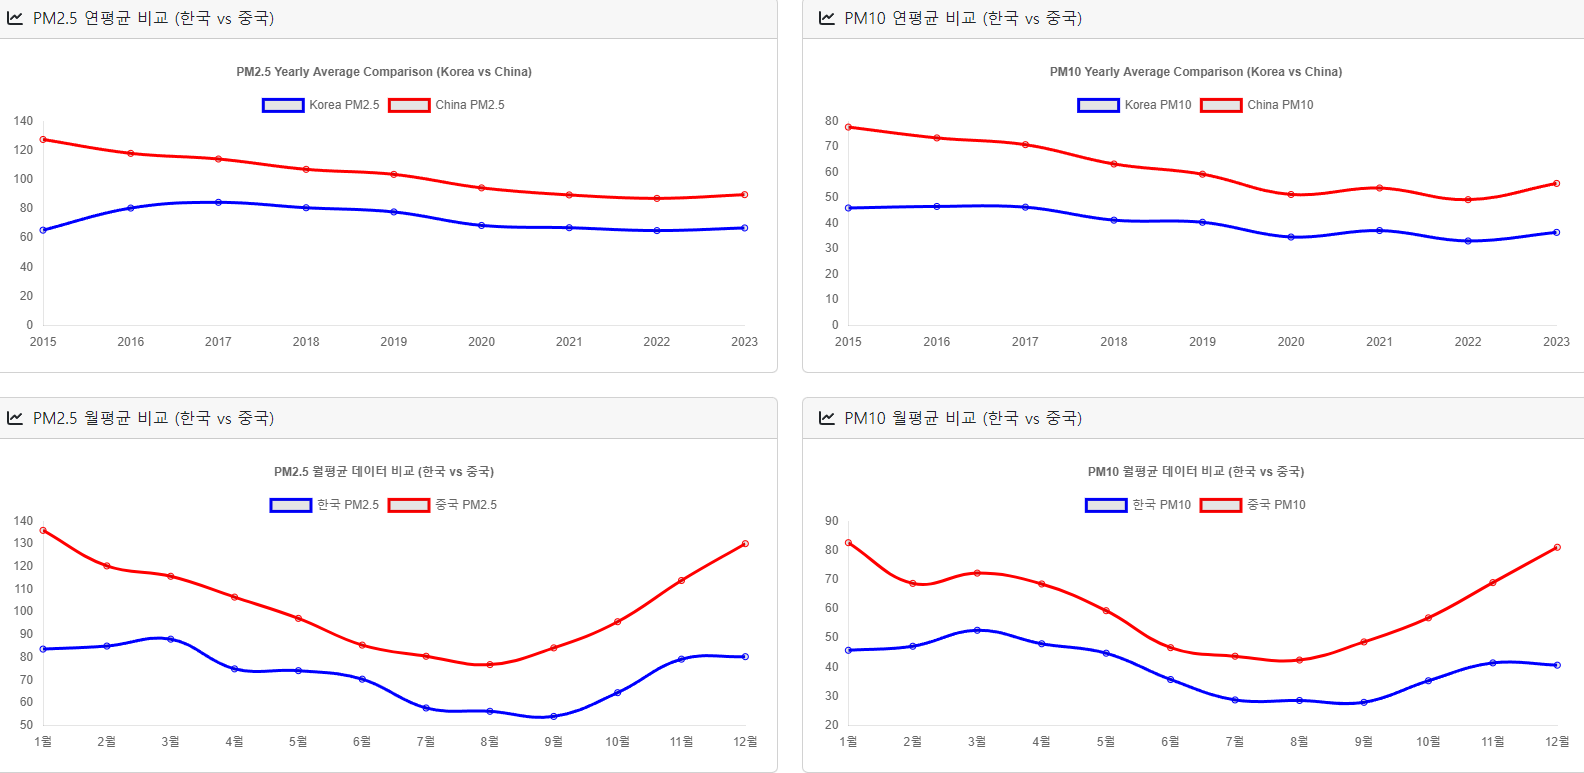 PM2.5 연평균 비교 (한국 vs 중국)
PM2.5 Yearly Average Comparison (Korea vs China)
Korea PM2.5 China PM2.5
140
120
100
80
60
40
20
0
2015 2016 2017 2018 2019 2020 2021 2022 2023
PM10 연평균 비교 (한국 vs 중국)
PM10 Yearly Average Comparison (Korea vs China)
Korea PM10 China PM10
80
70
60
50
40
30
20
10
0
2015 2016 2017 2018 2019 2020 2021 2022 2023
PM2.5 월평균 비교 (한국 vs 중국)
PM2.5 월평균 데이터 비교 (한국 vs 중국)
한국 PM2.5 중국 PM2.5
140
130
120
110
100
90
80
70
60
50
1월 2월 3월 4월 5월 6월 7월 8월 9월 10월 11월 12월
PM10 월평균 비교 (한국 vs 중국)
PM10 월평균 데이터 비교 (한국 vs 중국)
한국 PM10 중국 PM10
90
80
70
60
50
40
30
20
1월 2월 3월 4월 5월 6월 7월 8월 9월 10월 11월 12월